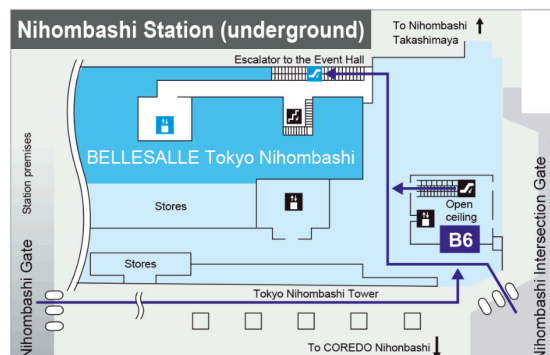 Nihombashi Station (underground)
To Nihombashi
Takashimaya
Escalator to the Event Hall
BELLESALLE Tokyo Nihombashi
Station premises
Stores
Open
ceiling
B6
Stores
Nihombashi Gate
Tokyo Nihombashi Tower
Nihombashi Intersection Gate
To COREDO Nihonbashi